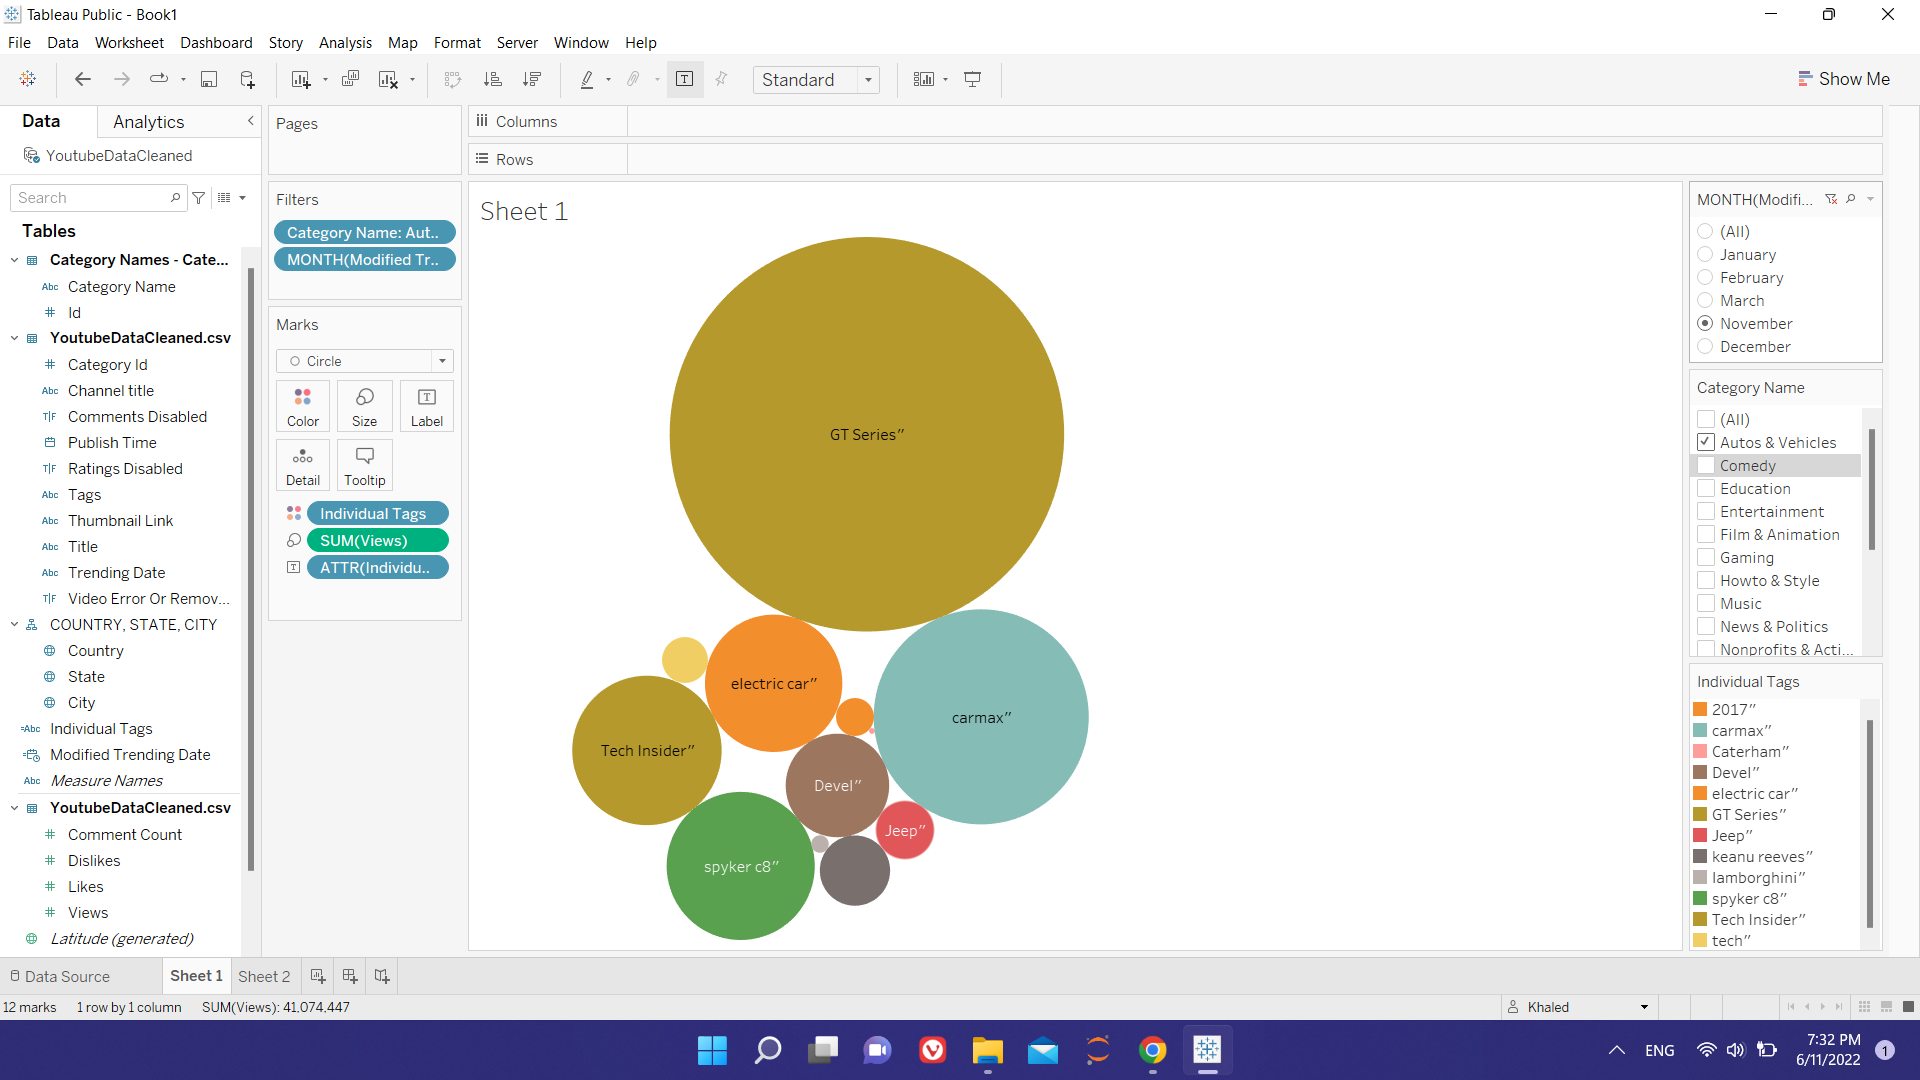 Tableau Public - Book1
File Data Worksheet Dashboard Story Analysis Map Format Server Window Help
Standard
Show Me
Data Analytics
YoutubeDataCleaned
Search
Tables
Category Names - Cate...
Abc Category Name
# Id
YoutubeDataCleaned.csv
# Category Id
Abc Channel title
T|F Comments Disabled
Publish Time
T|F Ratings Disabled
Abc Tags
Abc Thumbnail Link
Abc Title
Abc Trending Date
T|F Video Error Or Remov...
COUNTRY, STATE, CITY
Country
State
City
=Abc Individual Tags
Modified Trending Date
Abc Measure Names
YoutubeDataCleaned.csv
# Comment Count
# Dislikes
# Likes
# Views
Latitude (generated)
Pages
Filters
Category Name: Aut..
MONTH(Modified Tr..
Marks
Circle
Color Size Label
Detail Tooltip
Individual Tags
SUM(Views)
ATTR(Individu..
Columns
Rows
Sheet 1
GT Series”
electric car”
carmax”
Tech Insider”
Devel”
Jeep”
spyker c8”
MONTH(Modifi...
(All)
January
February
March
November
December
Category Name
(All)
Autos & Vehicles
Comedy
Education
Entertainment
Film & Animation
Gaming
Howto & Style
Music
News & Politics
Nonprofits & Acti...
Individual Tags
2017”
carmax”
Caterham”
Devel”
electric car”
GT Series”
Jeep”
keanu reeves”
lamborghini”
spyker c8”
Tech Insider”
tech”
Data Source Sheet 1 Sheet 2
12 marks 1 row by 1 column SUM(Views): 41,074,447
Khaled
ENG
7:32 PM
6/11/2022
1